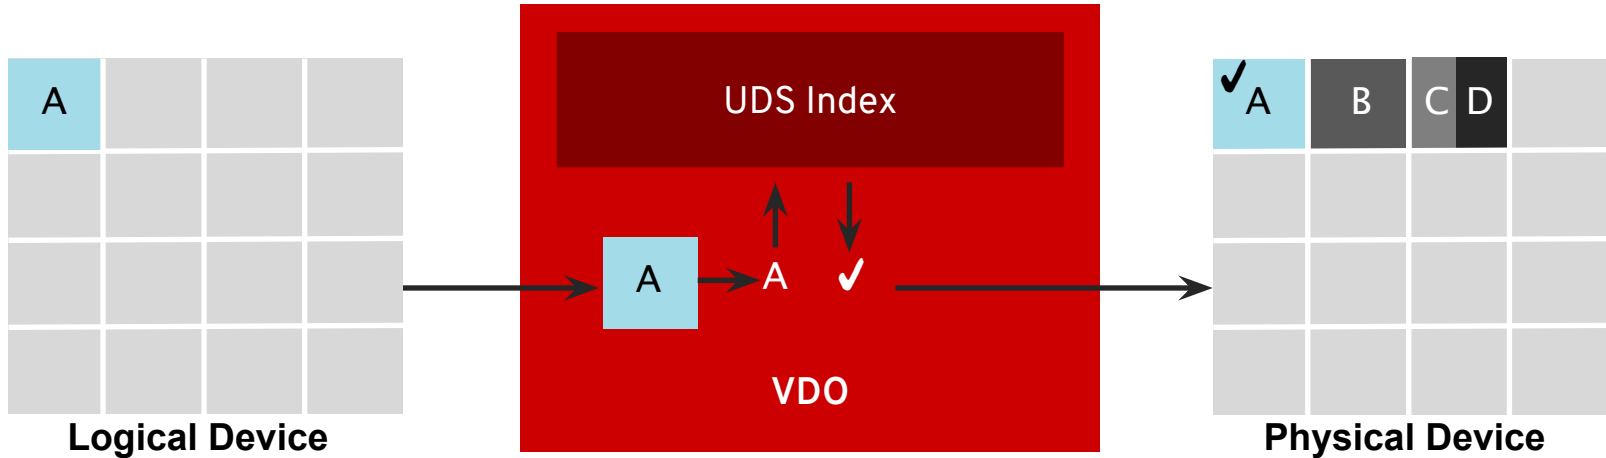 A
Logical Device
UDS Index
A
A ✓
VDO
✓
A B C D
Physical Device